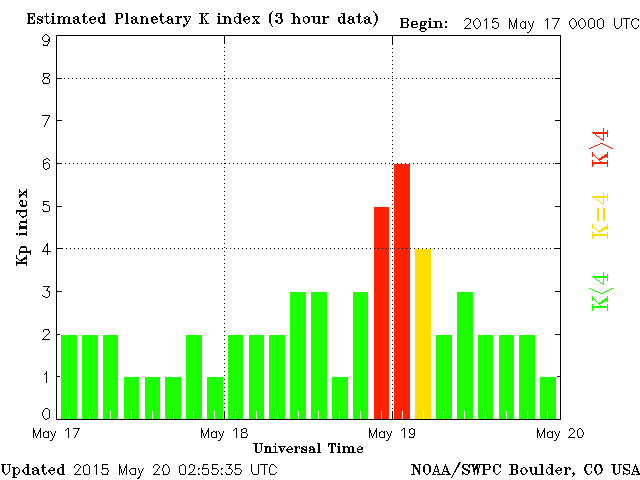 Estimated Planetary K index (3 hour data) Begin: 2015 May 17 0000 UTC
9
8
7
6
5
4
3
2
1
0
Kp index
K>4
K=4
K<4
May 17 May 18 May 19 May 20
Universal Time
Updated 2015 May 20 02:55:35 UTC NOAA/SWPC Boulder, CO USA